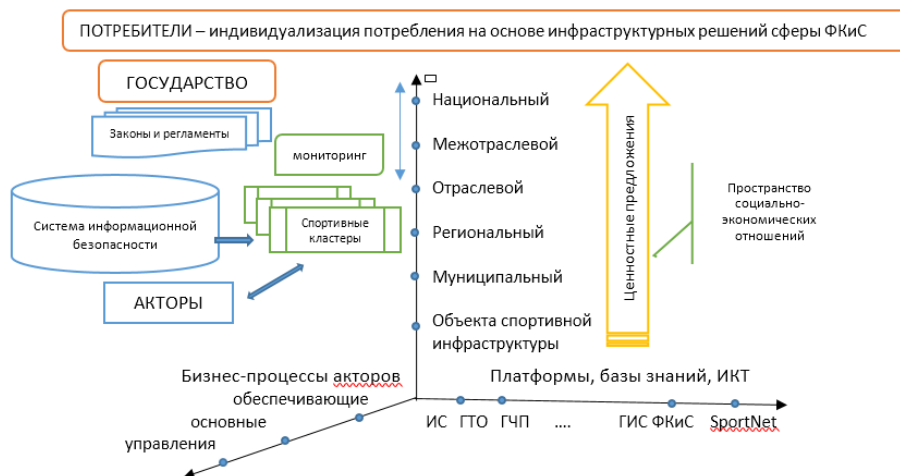 ПОТРЕБИТЕЛИ – индивидуализация потребления на основе инфраструктурных решений сферы ФКиС
ГОСУДАРСТВО
Законы и регламенты
мониторинг
Система информационной
безопасности
Спортивные
кластеры
АКТОРЫ
Национальный
Межотраслевой
Отраслевой
Региональный
Муниципальный
Объекта спортивной
инфраструктуры
Ценностные предложения
Пространство
социально-
экономических
отношений
Бизнес-процессы акторов
обеспечивающие
основные
управления
Платформы, базы знаний, ИКТ
ИС ГТО ГЧП .... ГИС ФКиС SportNet